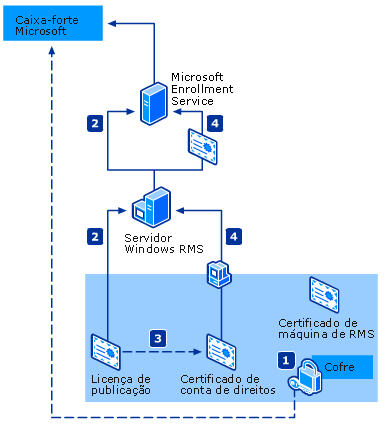 Caixa-forte
Microsoft
Microsoft
Enrollment
Service
2
4
Servidor
Windows RMS
2
4
Certificado de
máquina de RMS
3
1
Cofre
Licença de
publicação
Certificado de
conta de direitos